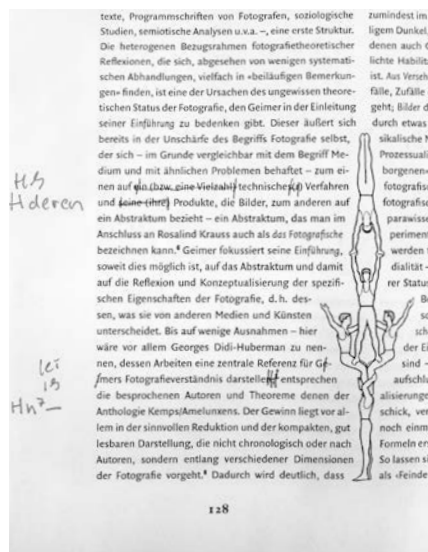 texte, Programmschriften von Fotografen, soziologische
Studien, semiotische Analysen u.v.a. –, eine erste Struktur.
Die heterogenen Bezugsrahmen fotografietheoretischer
Reflexionen, die sich, abgesehen von wenigen systemati-
schen Abhandlungen, vielfach in «beiläufigen Bemerkun-
gen» finden, ist eine der Ursachen des ungewissen theore-
tischen Status der Fotografie, den Geimer in der Einleitung
seiner Einführung zu bedenken gibt. Dieser äußert sich
bereits in der Unschärfe des Begriffs Fotografie selbst,
der sich – im Grunde vergleichbar mit dem Begriff Me-
dium und mit ähnlichen Problemen behaftet – zum ei-
nen auf ein (bzw. eine Vielzahl) technische(s) Verfahren
und seine (ihre) Produkte, die Bilder, zum anderen auf
ein Abstraktum bezieht – ein Abstraktum, das man im
Anschluss an Rosalind Krauss auch als das Fotografische
bezeichnen kann. Geimer fokussiert seine Einführung,
soweit dies möglich ist, auf das Abstraktum und damit
auf die Reflexion und Konzeptualisierung der spezifi-
schen Eigenschaften der Fotografie, d.h. des-
sen, was sie von anderen Medien und Künsten
unterscheidet. Bis auf wenige Ausnahmen – hier
wäre vor allem Georges Didi-Huberman zu nen-
nen, dessen Arbeiten eine zentrale Referenz für
mers Fotografieverständnis darstellen entsprechen
die besprochenen Autoren und Theoreme denen der
Anthologie Kemps/Amelunxens. Der Gewinn liegt vor al-
lem in der sinnvollen Reduktion und der kompakten, gut
lesbaren Darstellung, die nicht chronologisch oder nach
Autoren, sondern entlang verschiedener Dimensionen
der Fotografie vorgeht. Dadurch wird deutlich, dass
128
deren
lei
zumindest im
ligem Dunkel,
denen auch
lichte Habilit
ist. Aus Verseh
fälle, Zufälle
geht; Bilder d
durch etwas
sikalische
Prozessuali
borgenen
fotografis
fotografisc
parawisse
periment
werden
dialität –
rer Status
der Ei
sind –
aufschlu
alisierunge
schick, ver
noch einm
Formeln er
So lassen si
als «Feinde